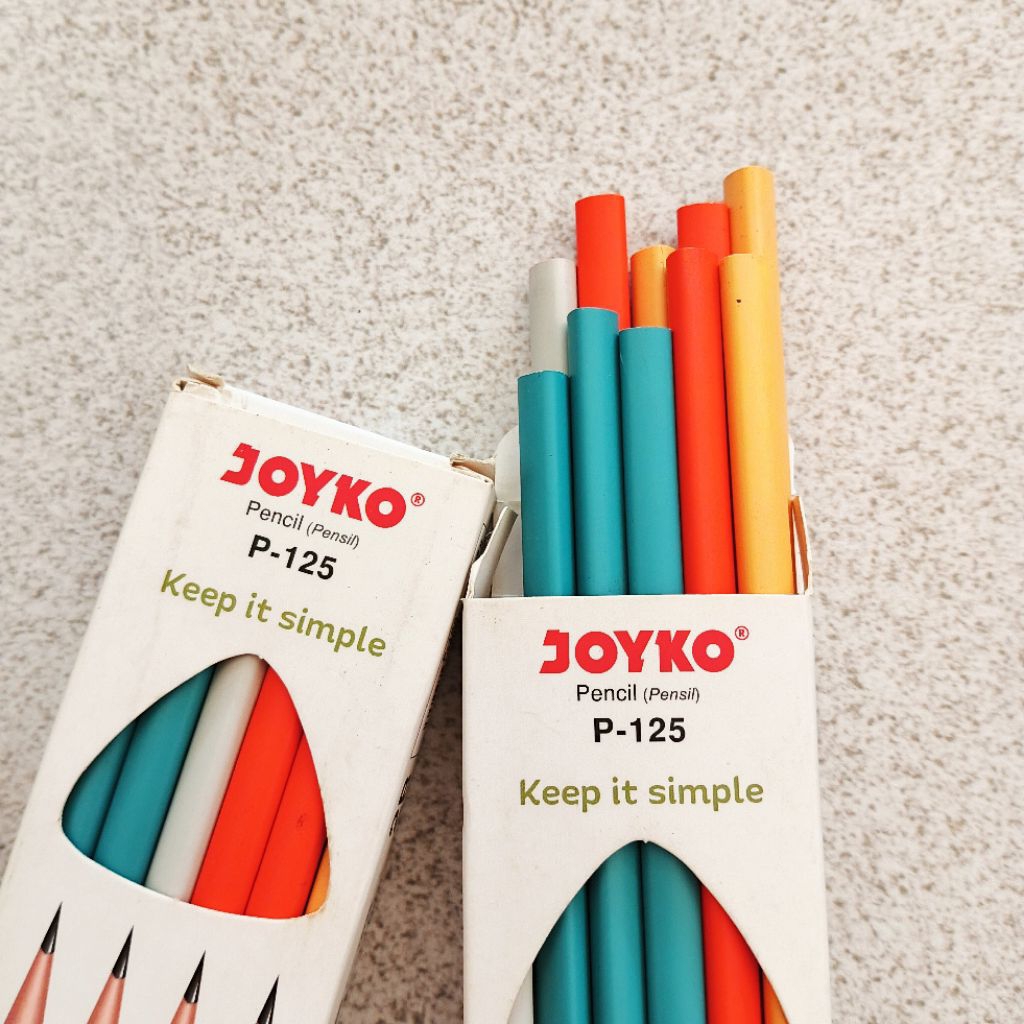 JOYKO®
Pencil (Pensil)
P-125
Keep it simple
JOYKO®
Pencil (Pensil)
P-125
Keep it simple